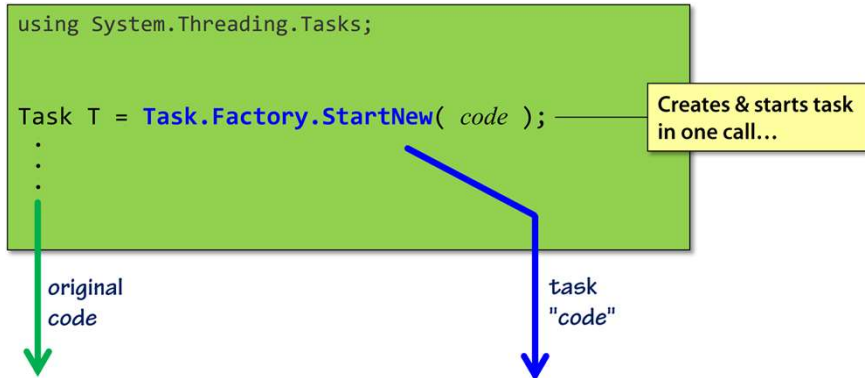 using System.Threading.Tasks;
Task T = Task.Factory.StartNew( code );
.
.
.
Creates & starts task
in one call…
original
code
task
"code"